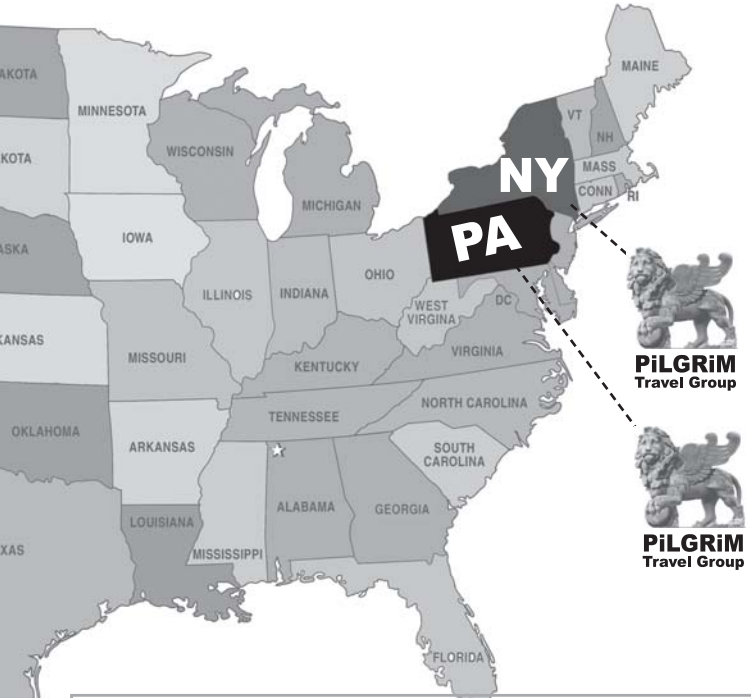 MAINE
AKOTA
MINNESOTA
VT
NH
WISCONSIN
KOTA
NY
MASS
CONN
RI
MICHIGAN
PA
IOWA
ASKA
OHIO
ILLINOIS
INDIANA
WEST
VIRGINA
DC
KANSAS
MISSOURI
VIRGINIA
KENTUCKY
PiLGRiM
Travel Group
NORTH CAROLINA
TENNESSEE
OKLAHOMA
ARKANSAS
SOUTH
CAROLINA
ALABAMA
GEORGIA
LOUISIANA
XAS
MISSISSIPPI
PiLGRiM
Travel Group
FLORIDA